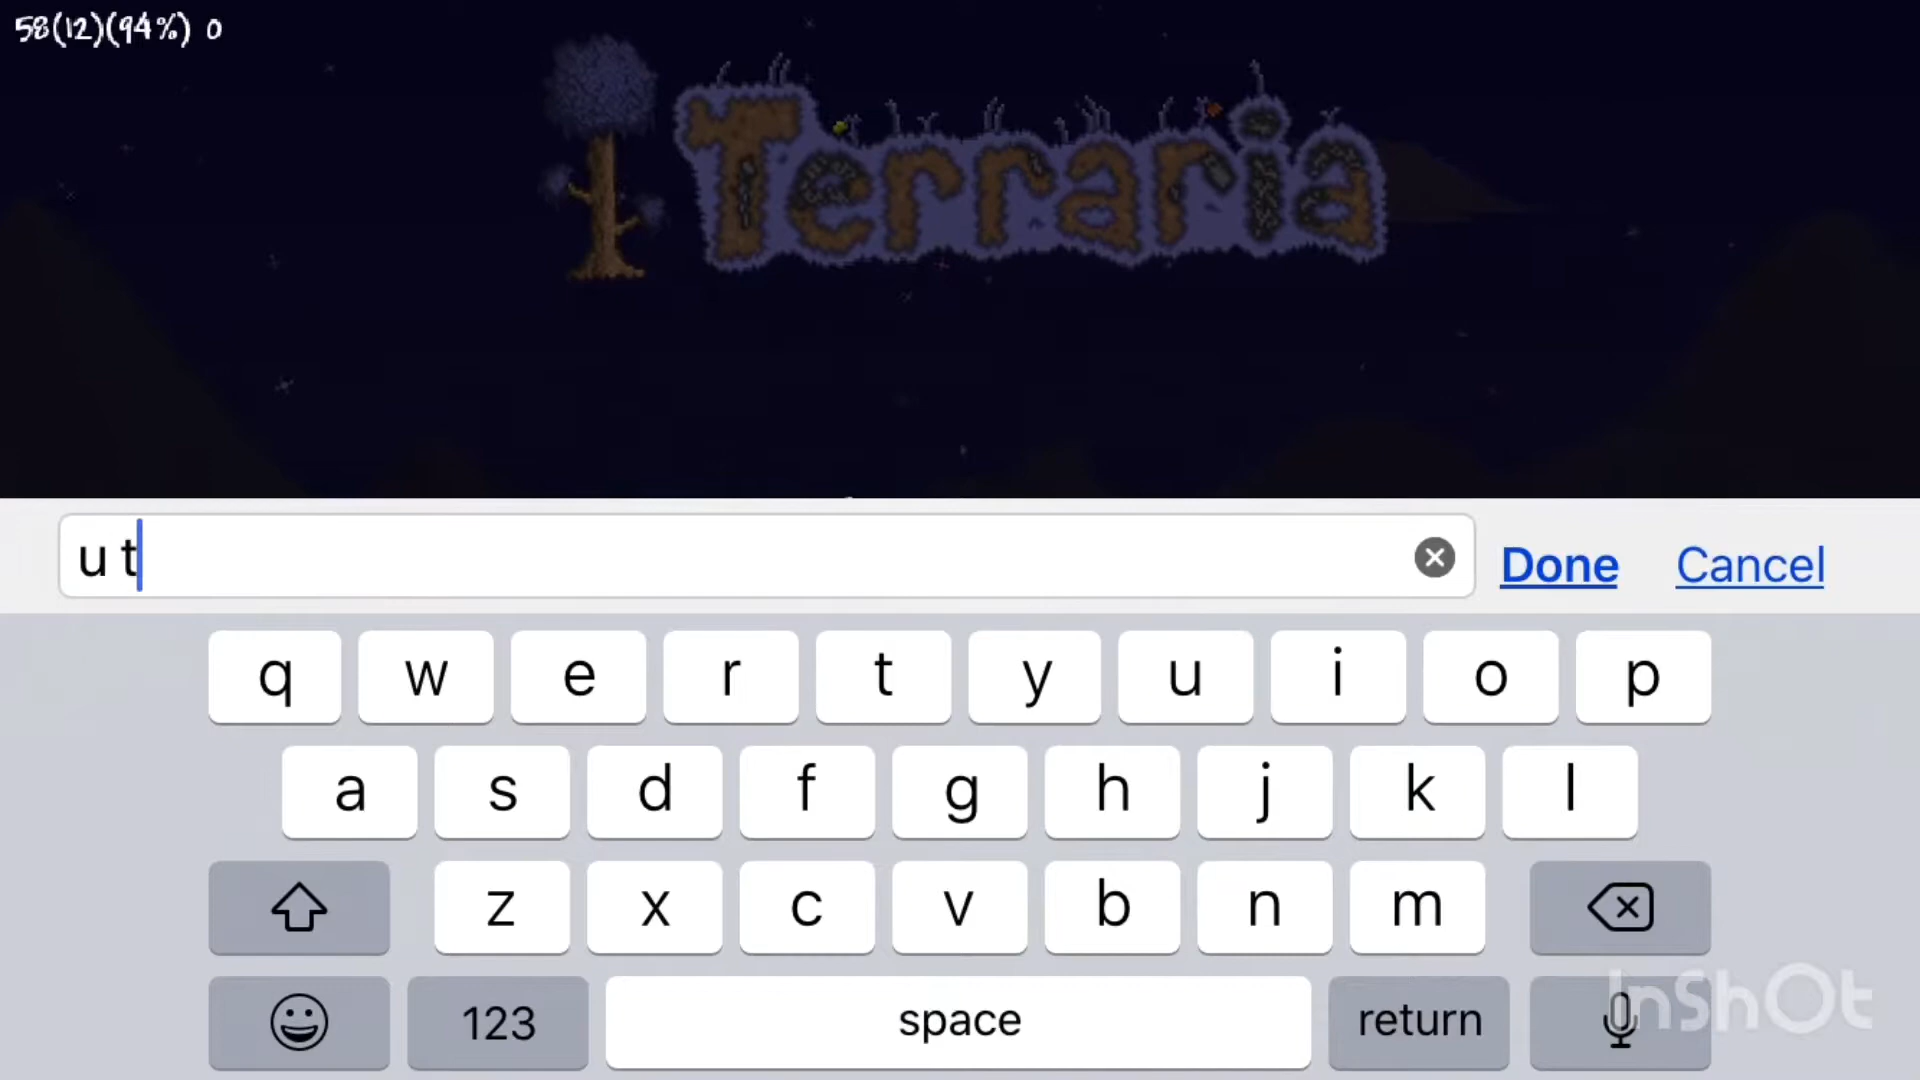 58(12)(94%) 0
Terraria
u t
Done Cancel
q w e r t y u i o p
a s d f g h j k l
z x c v b n m
123 space return
InShOt